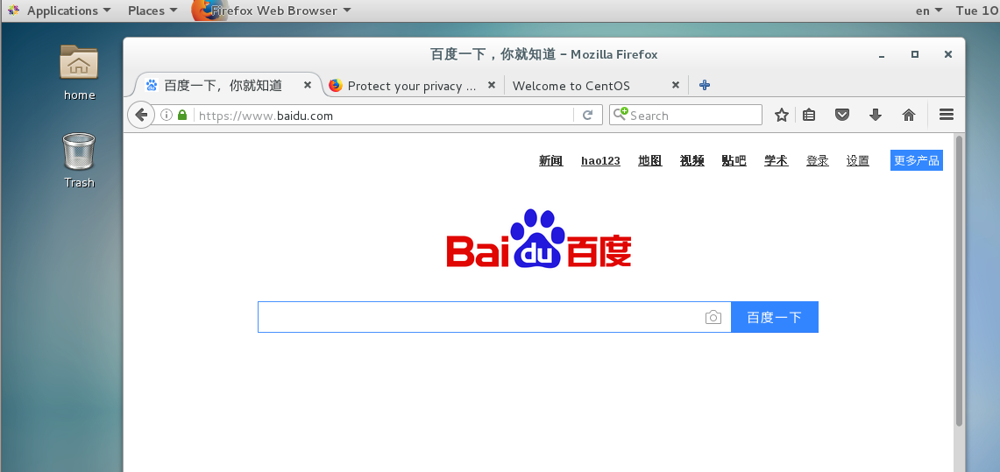 Applications Places Firefox Web Browser en Tue 10
home
Trash
百度一下，你就知道 - Mozilla Firefox
百度一下，你就知道 Protect your privacy ... Welcome to CentOS
https://www.baidu.com Search
新闻 hao123 地图 视频 贴吧 学术 登录 设置 更多产品
Bai du 百度
百度一下